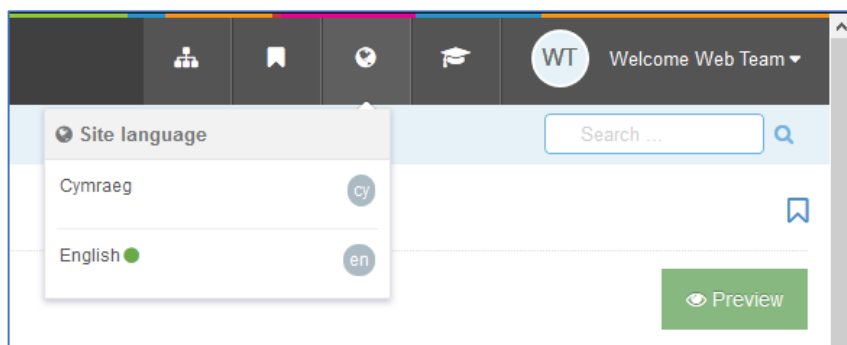 WT Welcome Web Team
Site language
Search ...
Cymraeg cy
English en
Preview